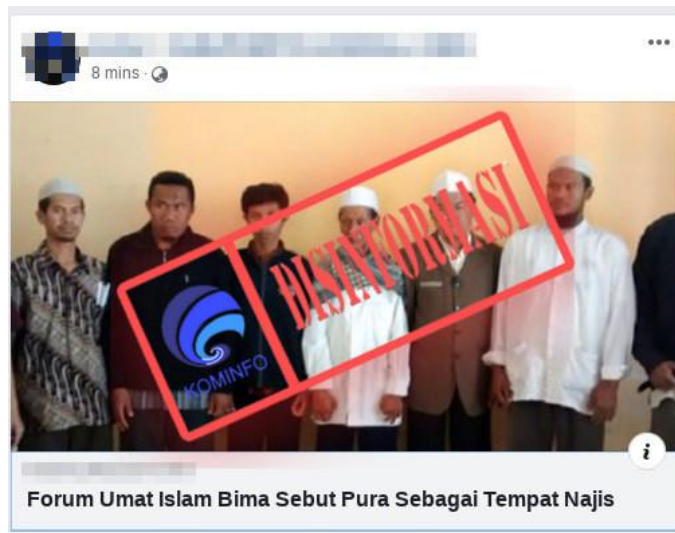 8 mins ·
DISINFORMASI
KOMINFO
Forum Umat Islam Bima Sebut Pura Sebagai Tempat Najis